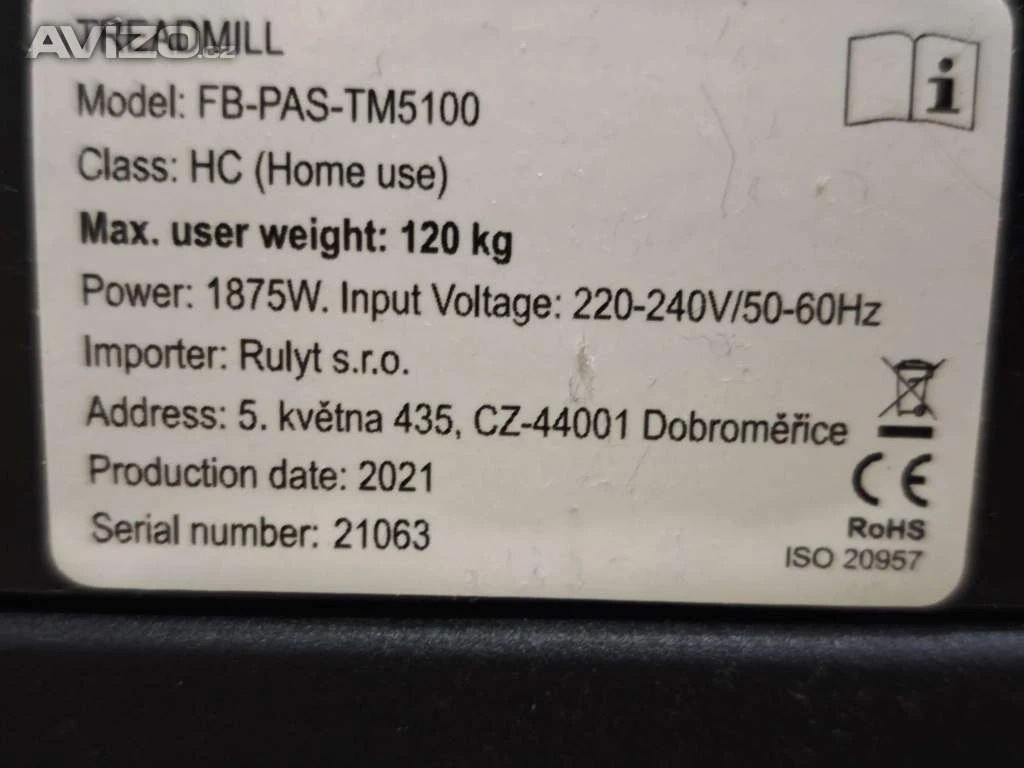 AVÍZO.cz
TREADMILL
Model: FB-PAS-TM5100
Class: HC (Home use)
Max. user weight: 120 kg
Power: 1875W. Input Voltage: 220-240V/50-60Hz
Importer: Rulyt s.r.o.
Address: 5. května 435, CZ-44001 Dobroměřice
Production date: 2021
Serial number: 21063
i
CE
RoHS
ISO 20957